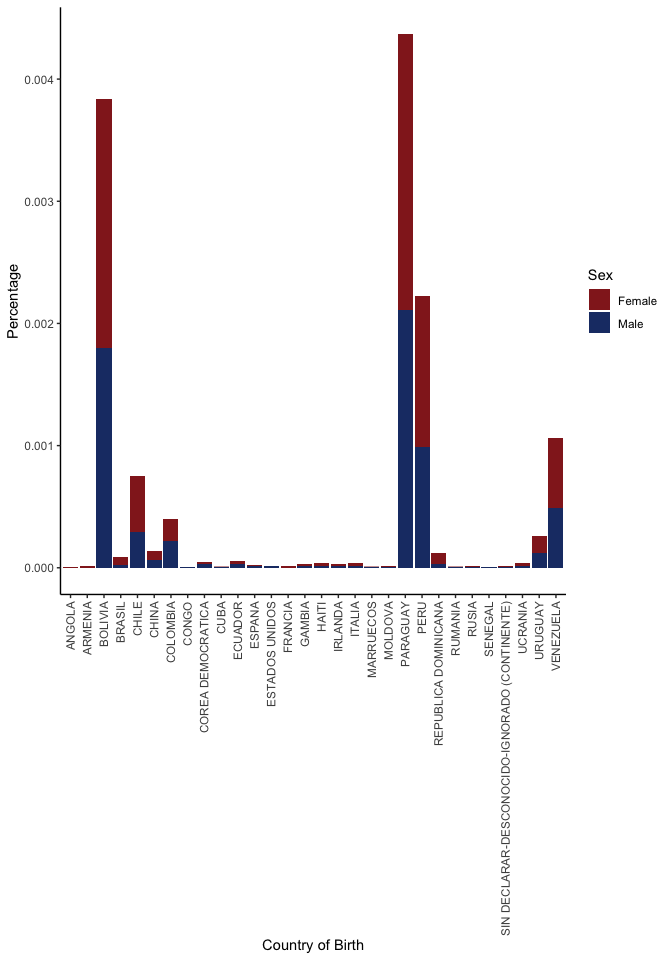 0.004
0.003
0.002
0.001
0.000
Percentage
ANGOLA
ARMENIA
BOLIVIA
BRASIL
CHILE
CHINA
COLOMBIA
CONGO
COREA DEMOCRATICA
CUBA
ECUADOR
ESPANA
ESTADOS UNIDOS
FRANCIA
GAMBIA
HAITI
IRLANDA
ITALIA
MARRUECOS
MOLDOVA
PARAGUAY
PERU
REPUBLICA DOMINICANA
RUMANIA
RUSIA
SENEGAL
SIN DECLARAR-DESCONOCIDO-IGNORADO (CONTINENTE)
UCRANIA
URUGUAY
VENEZUELA
Country of Birth
Sex
Female
Male